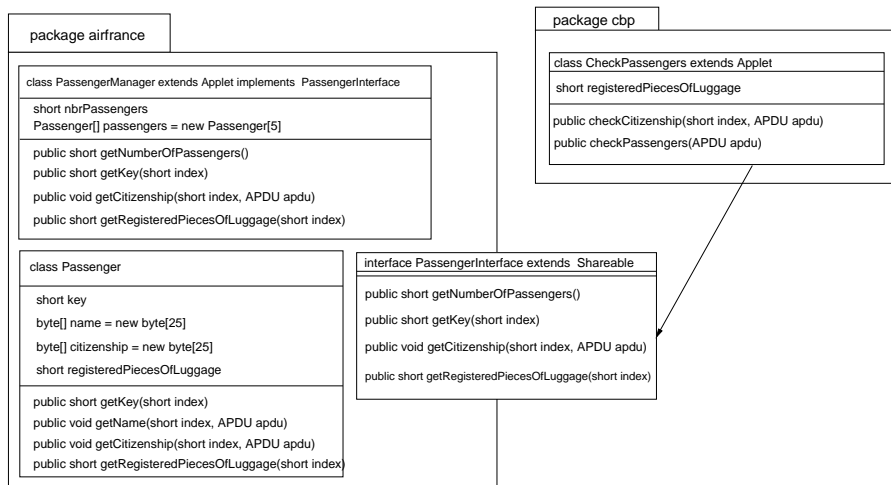 package airfrance
class PassengerManager extends Applet implements PassengerInterface
short nbrPassengers
Passenger[] passengers = new Passenger[5]
public short getNumberOfPassengers()
public short getKey(short index)
public void getCitizenship(short index, APDU apdu)
public short getRegisteredPiecesOfLuggage(short index)
class Passenger
short key
byte[] name = new byte[25]
byte[] citizenship = new byte[25]
short registeredPiecesOfLuggage
public short getKey(short index)
public void getName(short index, APDU apdu)
public void getCitizenship(short index, APDU apdu)
public short getRegisteredPiecesOfLuggage(short index)
interface PassengerInterface extends Shareable
public short getNumberOfPassengers()
public short getKey(short index)
public void getCitizenship(short index, APDU apdu)
public short getRegisteredPiecesOfLuggage(short index)
package cbp
class CheckPassengers extends Applet
short registeredPiecesOfLuggage
public checkCitizenship(short index, APDU apdu)
public checkPassengers(APDU apdu)